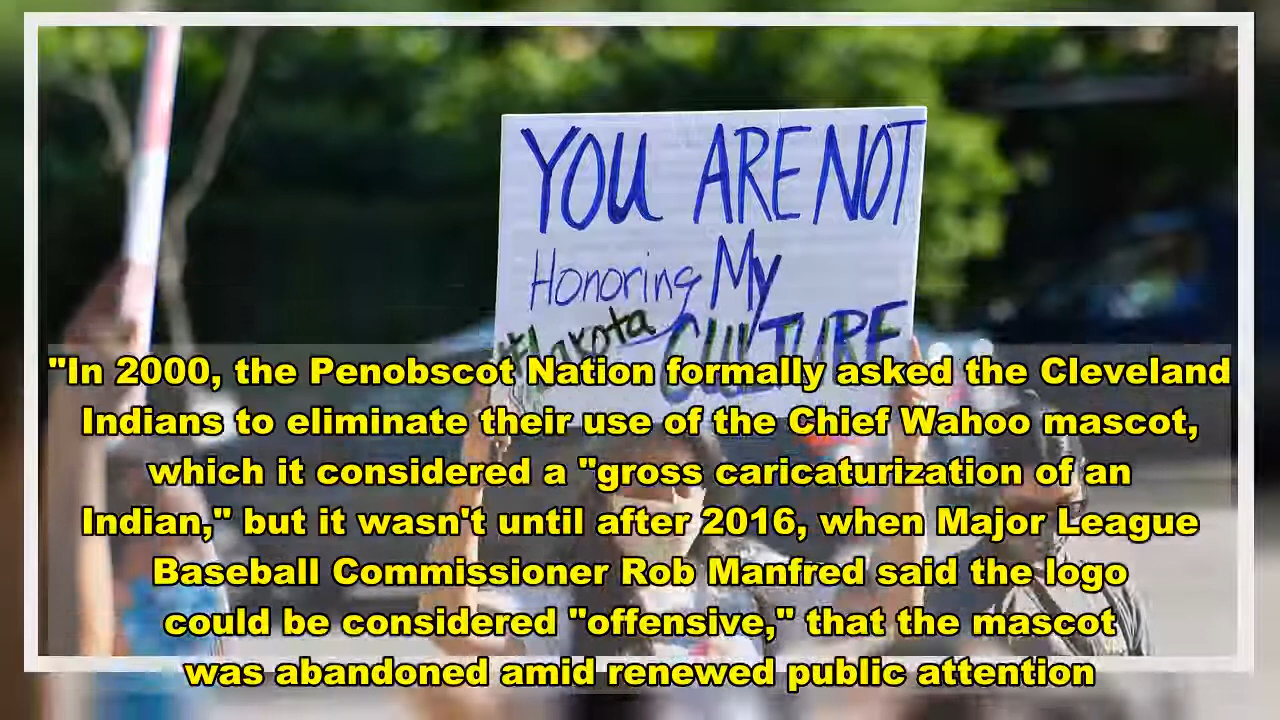 YOU ARE NOT
Honoring My
#Lakota CULTURE
"In 2000, the Penobscot Nation formally asked the Cleveland
Indians to eliminate their use of the Chief Wahoo mascot,
which it considered a "gross caricaturization of an
Indian," but it wasn't until after 2016, when Major League
Baseball Commissioner Rob Manfred said the logo
could be considered "offensive," that the mascot
was abandoned amid renewed public attention